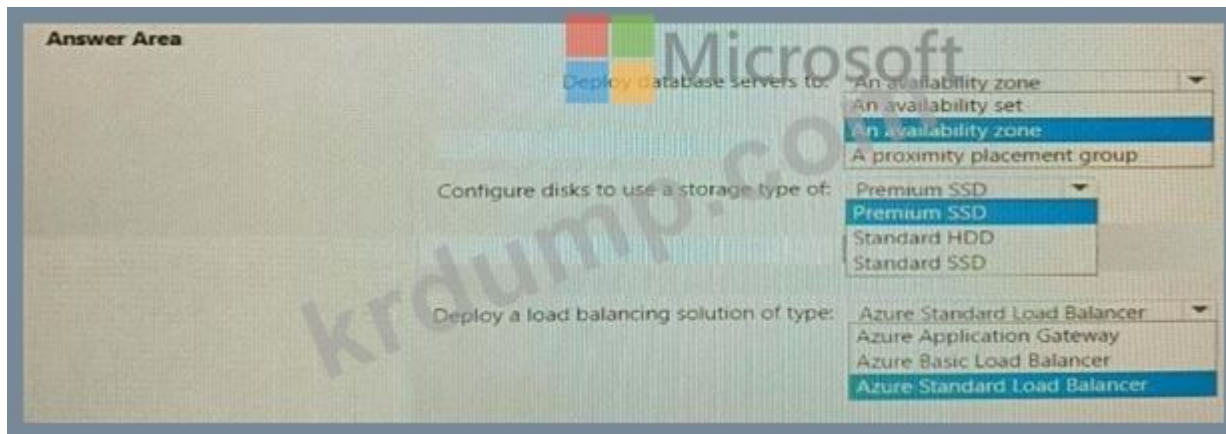 Answer Area
Microsoft
Deploy database servers to: An availability zone
An availability set
An availability zone
A proximity placement group
Configure disks to use a storage type of: Premium SSD
Premium SSD
Standard HDD
Standard SSD
Deploy a load balancing solution of type: Azure Standard Load Balancer
Azure Application Gateway
Azure Basic Load Balancer
Azure Standard Load Balancer
krdump.com